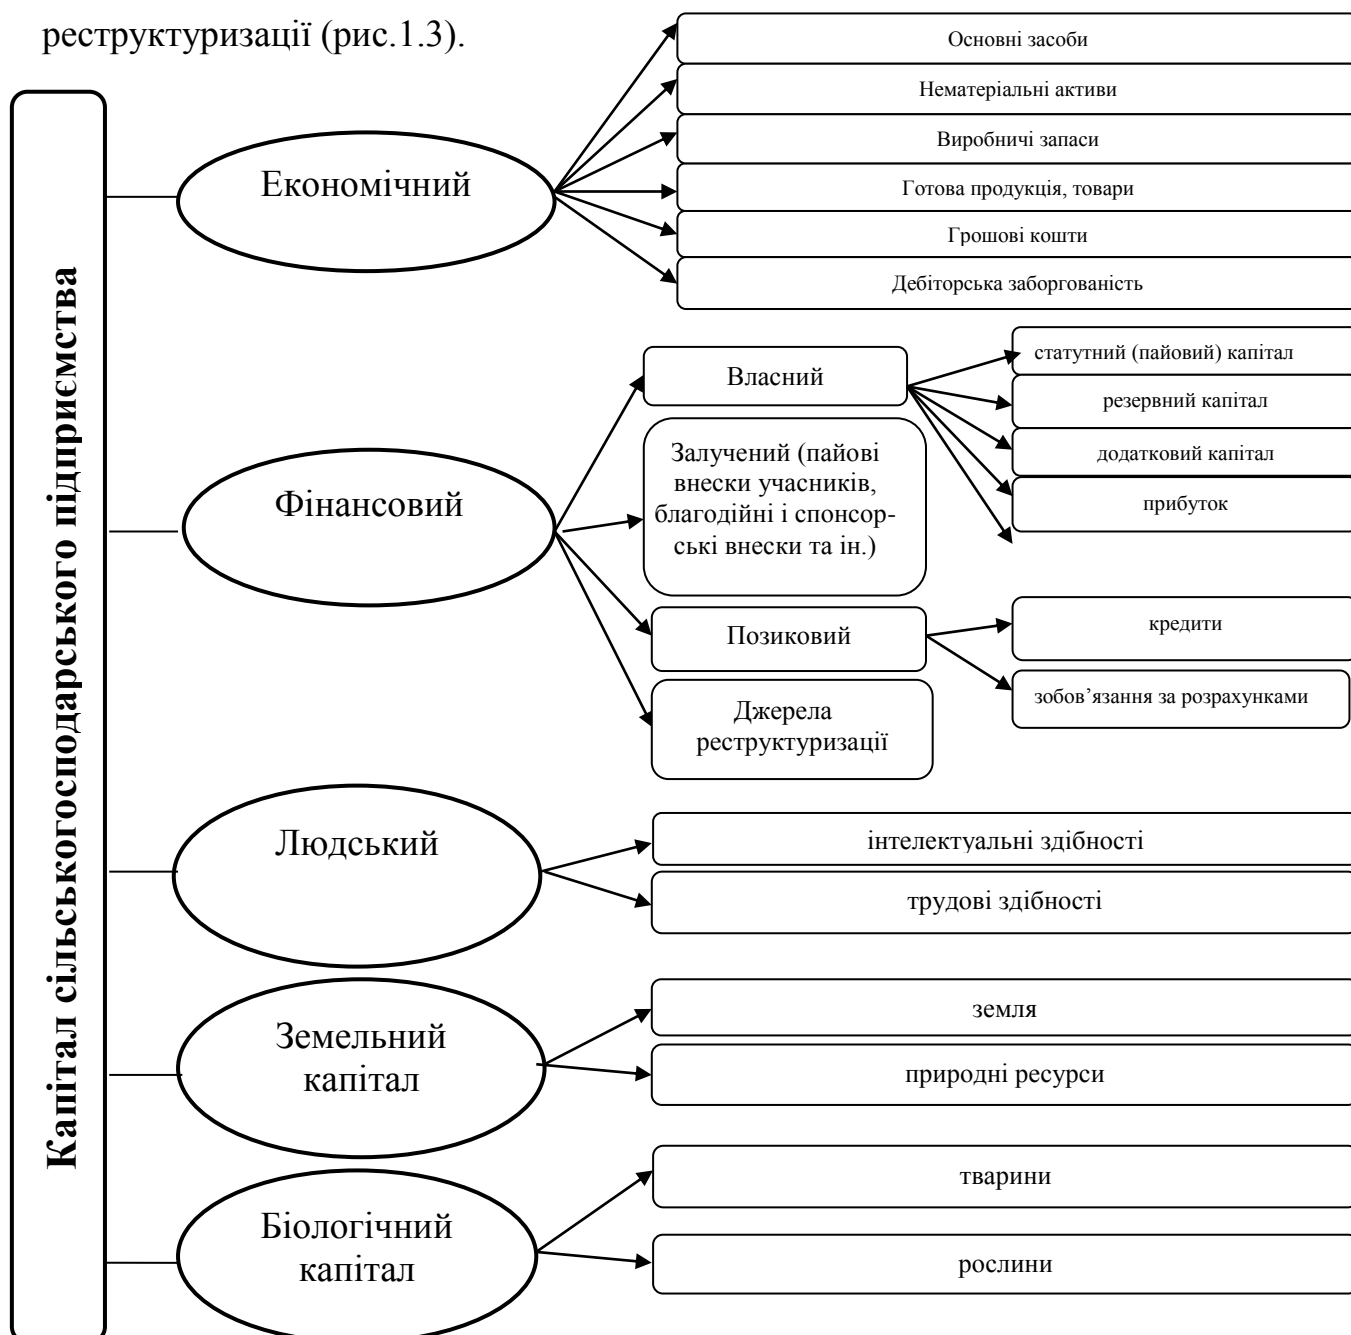 реструктуризації (рис.1.3).
Капітал сільськогосподарського підприємства
Економічний
Основні засоби
Нематеріальні активи
Виробничі запаси
Готова продукція, товари
Грошові кошти
Дебіторська заборгованість
Фінансовий
Власний
статутний (пайовий) капітал
резервний капітал
додатковий капітал
прибуток
Залучений (пайові
внески учасників,
благодійні і спонсор-
ські внески та ін.)
Позиковий
кредити
зобов’язання за розрахунками
Джерела
реструктуризації
Людський
інтелектуальні здібності
трудові здібності
Земельний
капітал
земля
природні ресурси
Біологічний
капітал
тварини
рослини